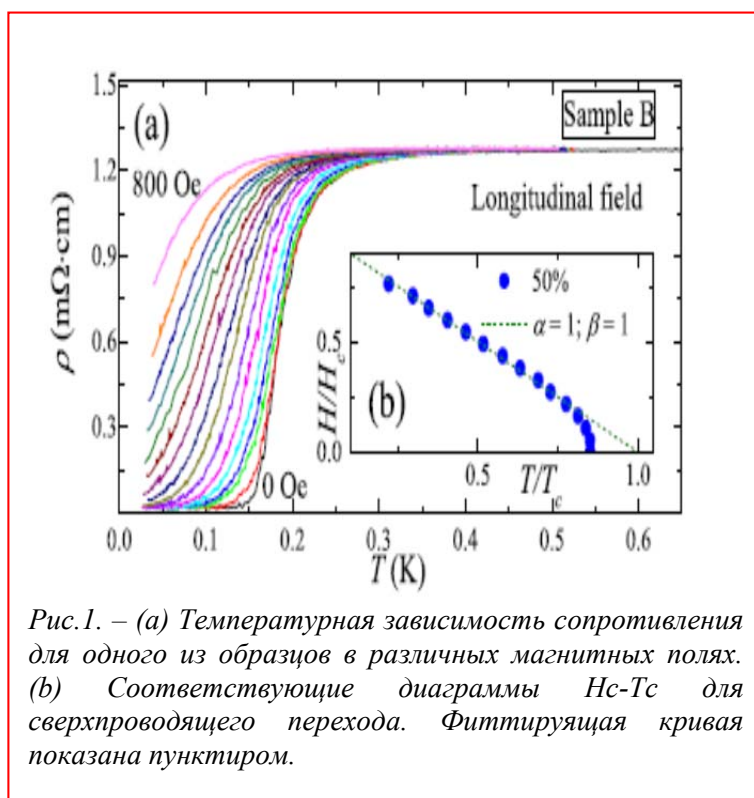 1.5
(a)
Sample B
1.2
800 Oe
Longitudinal field
ρ (mΩ·cm)
0.9
50%
α=1; β=1
0.6
0.5
H/H_c
(b)
0.3
0.0
0 Oe
0.5
1.0
T/T_c
0.0
0.1
0.2
0.3
0.4
0.5
0.6
T (K)
Рис.1. – (a) Температурная зависимость сопротивления
для одного из образцов в различных магнитных полях.
(b) Соответствующие диаграммы Hc-Tc для
сверхпроводящего перехода. Фиттируящая кривая
показана пунктиром.